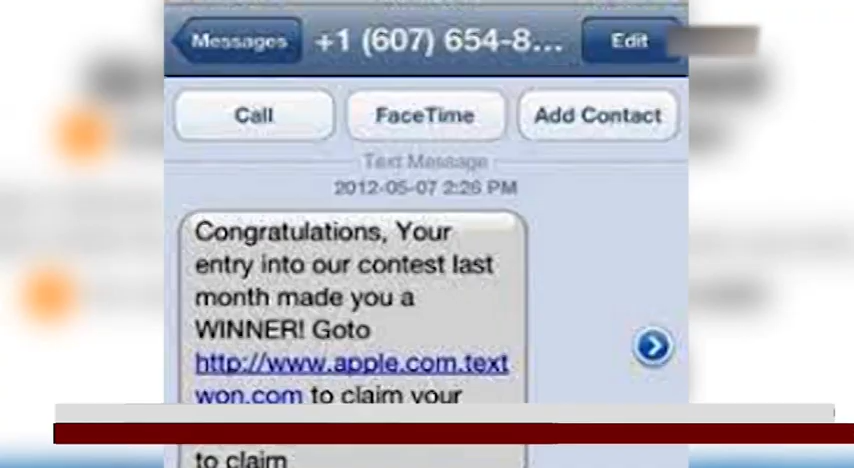 Messages
+1 (607) 654-8...
Edit
Call
FaceTime
Add Contact
Text Message
2012-05-07 2:26 PM
Congratulations, Your
entry into our contest last
month made you a
WINNER! Goto
http://www.apple.com.text
won.com to claim your
to claim